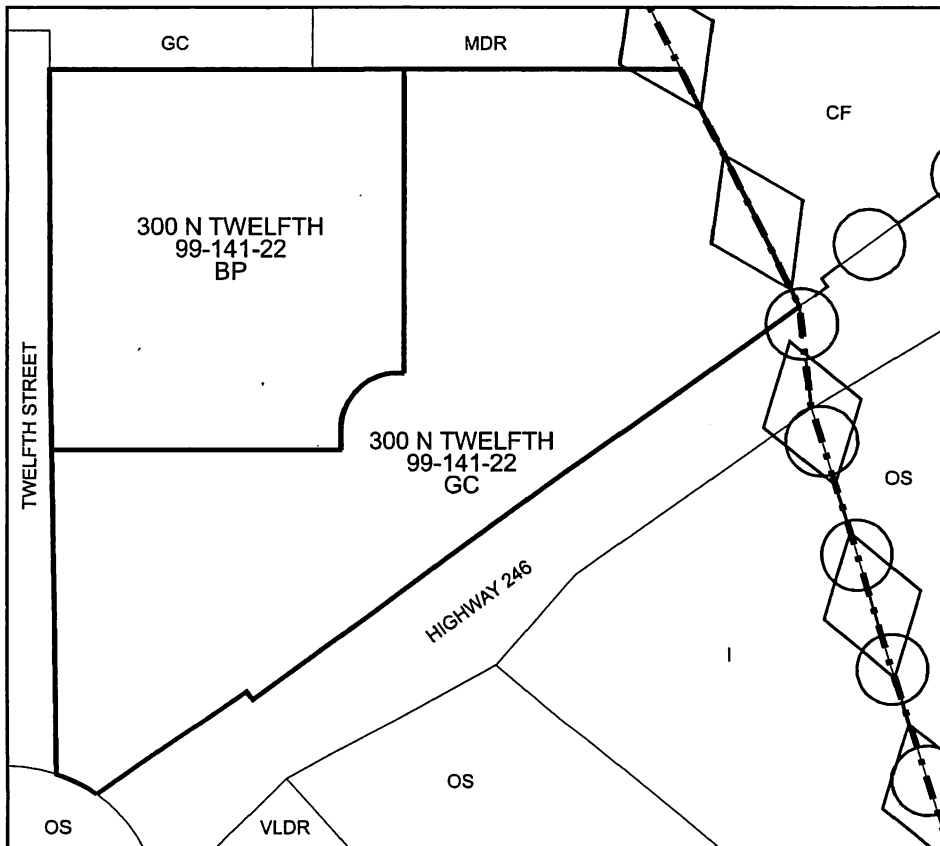 GC
MDR
CF
300 N TWELFTH
99-141-22
BP
TWELFTH STREET
300 N TWELFTH
99-141-22
GC
OS
HIGHWAY 246
I
OS
OS
VLDR